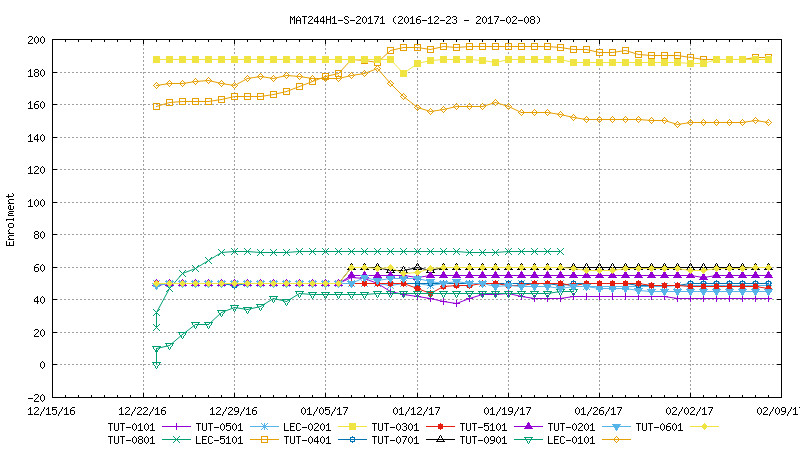 MAT244H1-S-20171 (2016-12-23 - 2017-02-08)
200
180
160
140
120
100
80
60
40
20
0
-20
Enrolment
12/15/16 12/22/16 12/29/16 01/05/17 01/12/17 01/19/17 01/26/17 02/02/17 02/09/1
TUT-0101 TUT-0501 LEC-0201 TUT-0301 TUT-5101 TUT-0201 TUT-0601
TUT-0801 LEC-5101 TUT-0401 TUT-0701 TUT-0901 LEC-0101